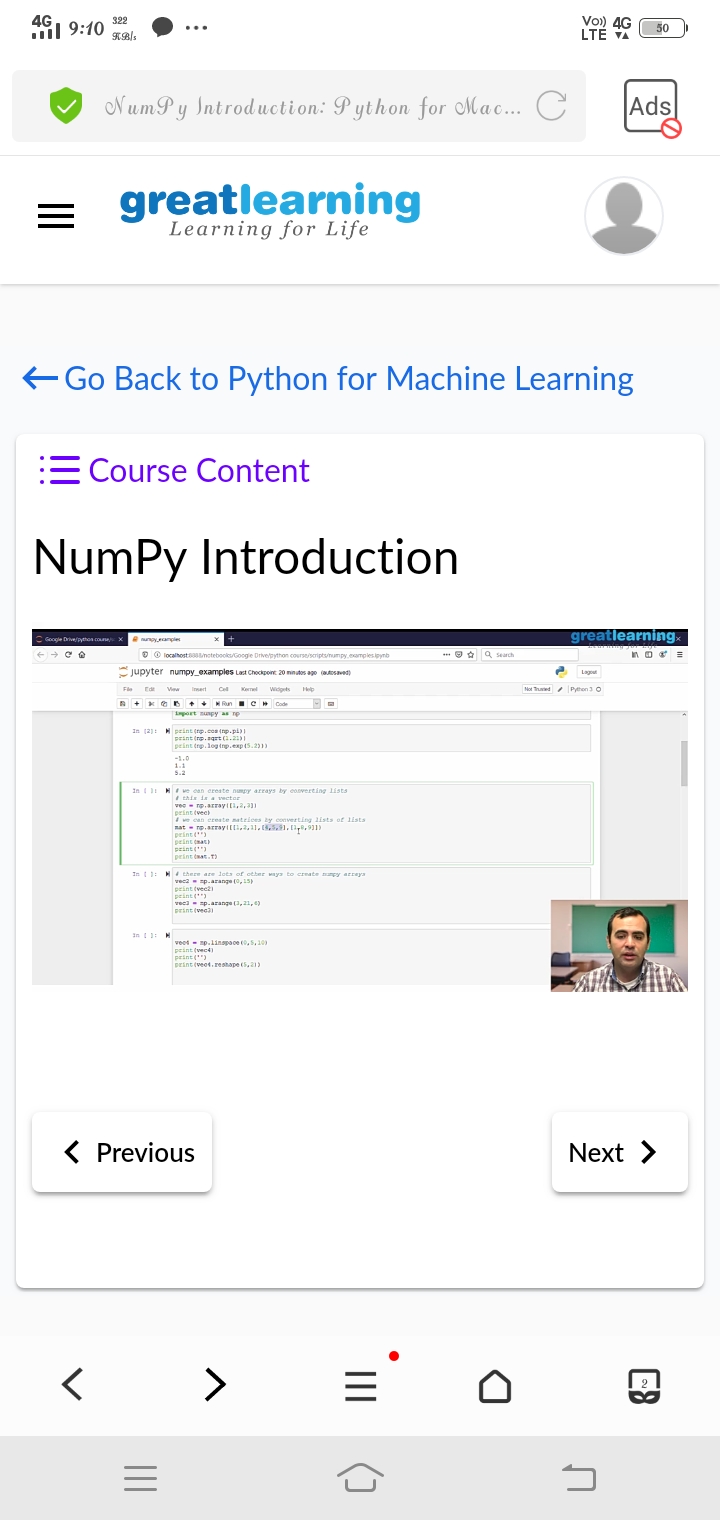 4G 9:10 322 KB/s ... Vo)) LTE 4G 50
NumPy Introduction: Python for Mac...
Ads
greatlearning
Learning for Life
Go Back to Python for Machine Learning
Course Content
NumPy Introduction
Google Drive/python course/
numpy_examples
greatlearning
Learning for Life
localhost:8888/notebooks/Google Drive/python course/scripts/numpy_examples.ipynb
Search
jupyter numpy_examples Last Checkpoint: 20 minutes ago (autosaved)
Logout
File Edit View Insert Cell Kernel Widgets Help
Not Trusted
Python 3
Run
Code
import numpy as np
In [2]:
print(np.cos(np.pi))
print(np.sqrt(1.21))
print(np.log(np.exp(5.2)))
-1.0
1.1
5.2
In [ ]:
# we can create numpy arrays by converting lists
# this is a vector
vec = np.array([1,2,3])
print(vec)
# we can create matrices by converting lists of lists
mat = np.array([[1,2,1],[4,5,9],[1,8,9]])
print('')
print(mat)
print('')
print(mat.T)
In [ ]:
# there are lots of other ways to create numpy arrays
vec2 = np.arange(0,15)
print(vec2)
print('')
vec3 = np.arange(3,21,6)
print(vec3)
In [ ]:
vec4 = np.linspace(0,5,10)
print(vec4)
print('')
print(vec4.reshape(5,2))
Previous
Next
2